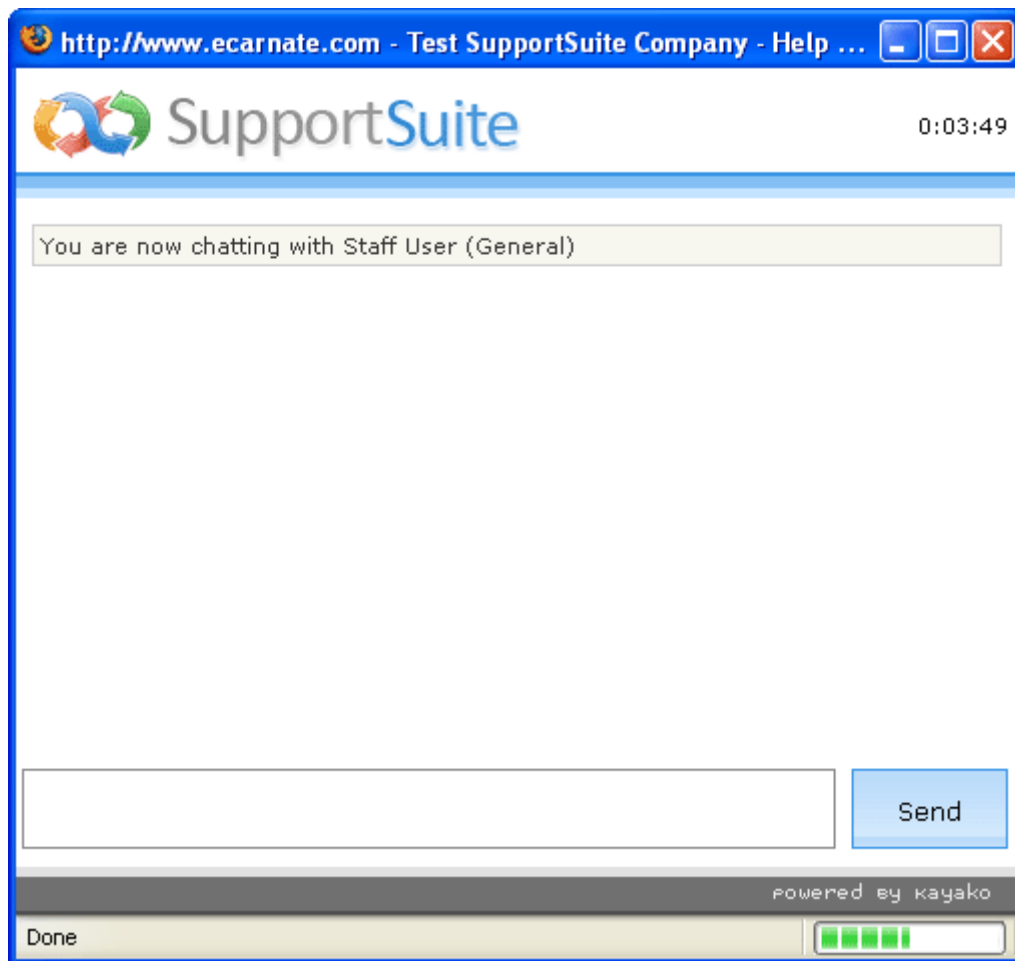 http://www.ecarnate.com - Test SupportSuite Company - Help ...
SupportSuite
0:03:49
You are now chatting with Staff User (General)
Send
Powered By Kayako
Done